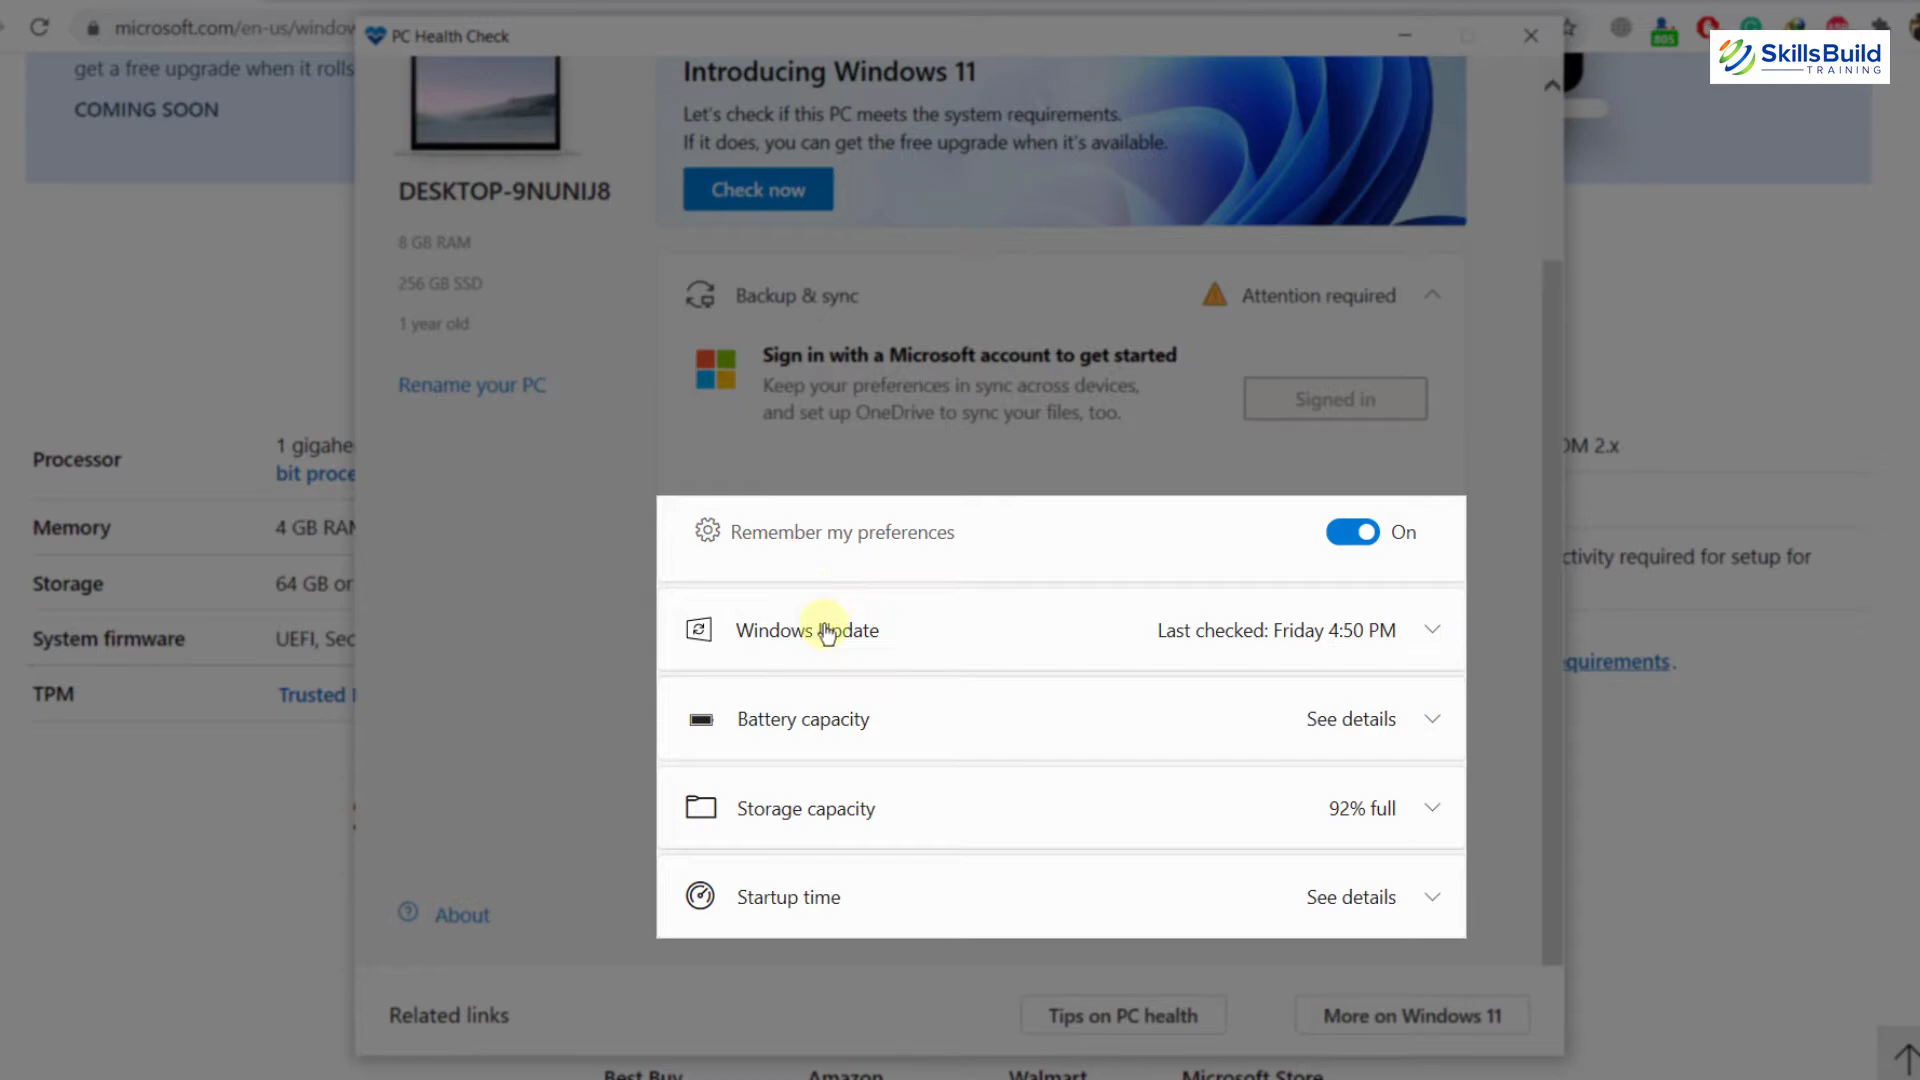 microsoft.com/en-us/window
PC Health Check
SkillsBuild
TRAINING
get a free upgrade when it rolls
COMING SOON
Introducing Windows 11
Let's check if this PC meets the system requirements.
If it does, you can get the free upgrade when it's available.
Check now
DESKTOP-9NUNIJ8
8 GB RAM
256 GB SSD
1 year old
Rename your PC
Backup & sync
Attention required
Sign in with a Microsoft account to get started
Keep your preferences in sync across devices,
and set up OneDrive to sync your files, too.
Signed in
Processor
1 gigahe
bit proce
OM 2.x
Memory
4 GB RAM
Storage
64 GB or
ctivity required for setup for
System firmware
UEFI, Sec
quirements.
TPM
Trusted
Remember my preferences
On
Windows Update
Last checked: Friday 4:50 PM
Battery capacity
See details
Storage capacity
92% full
Startup time
See details
About
Related links
Tips on PC health
More on Windows 11
Best Buy
Amazon
Walmart
Microsoft Store